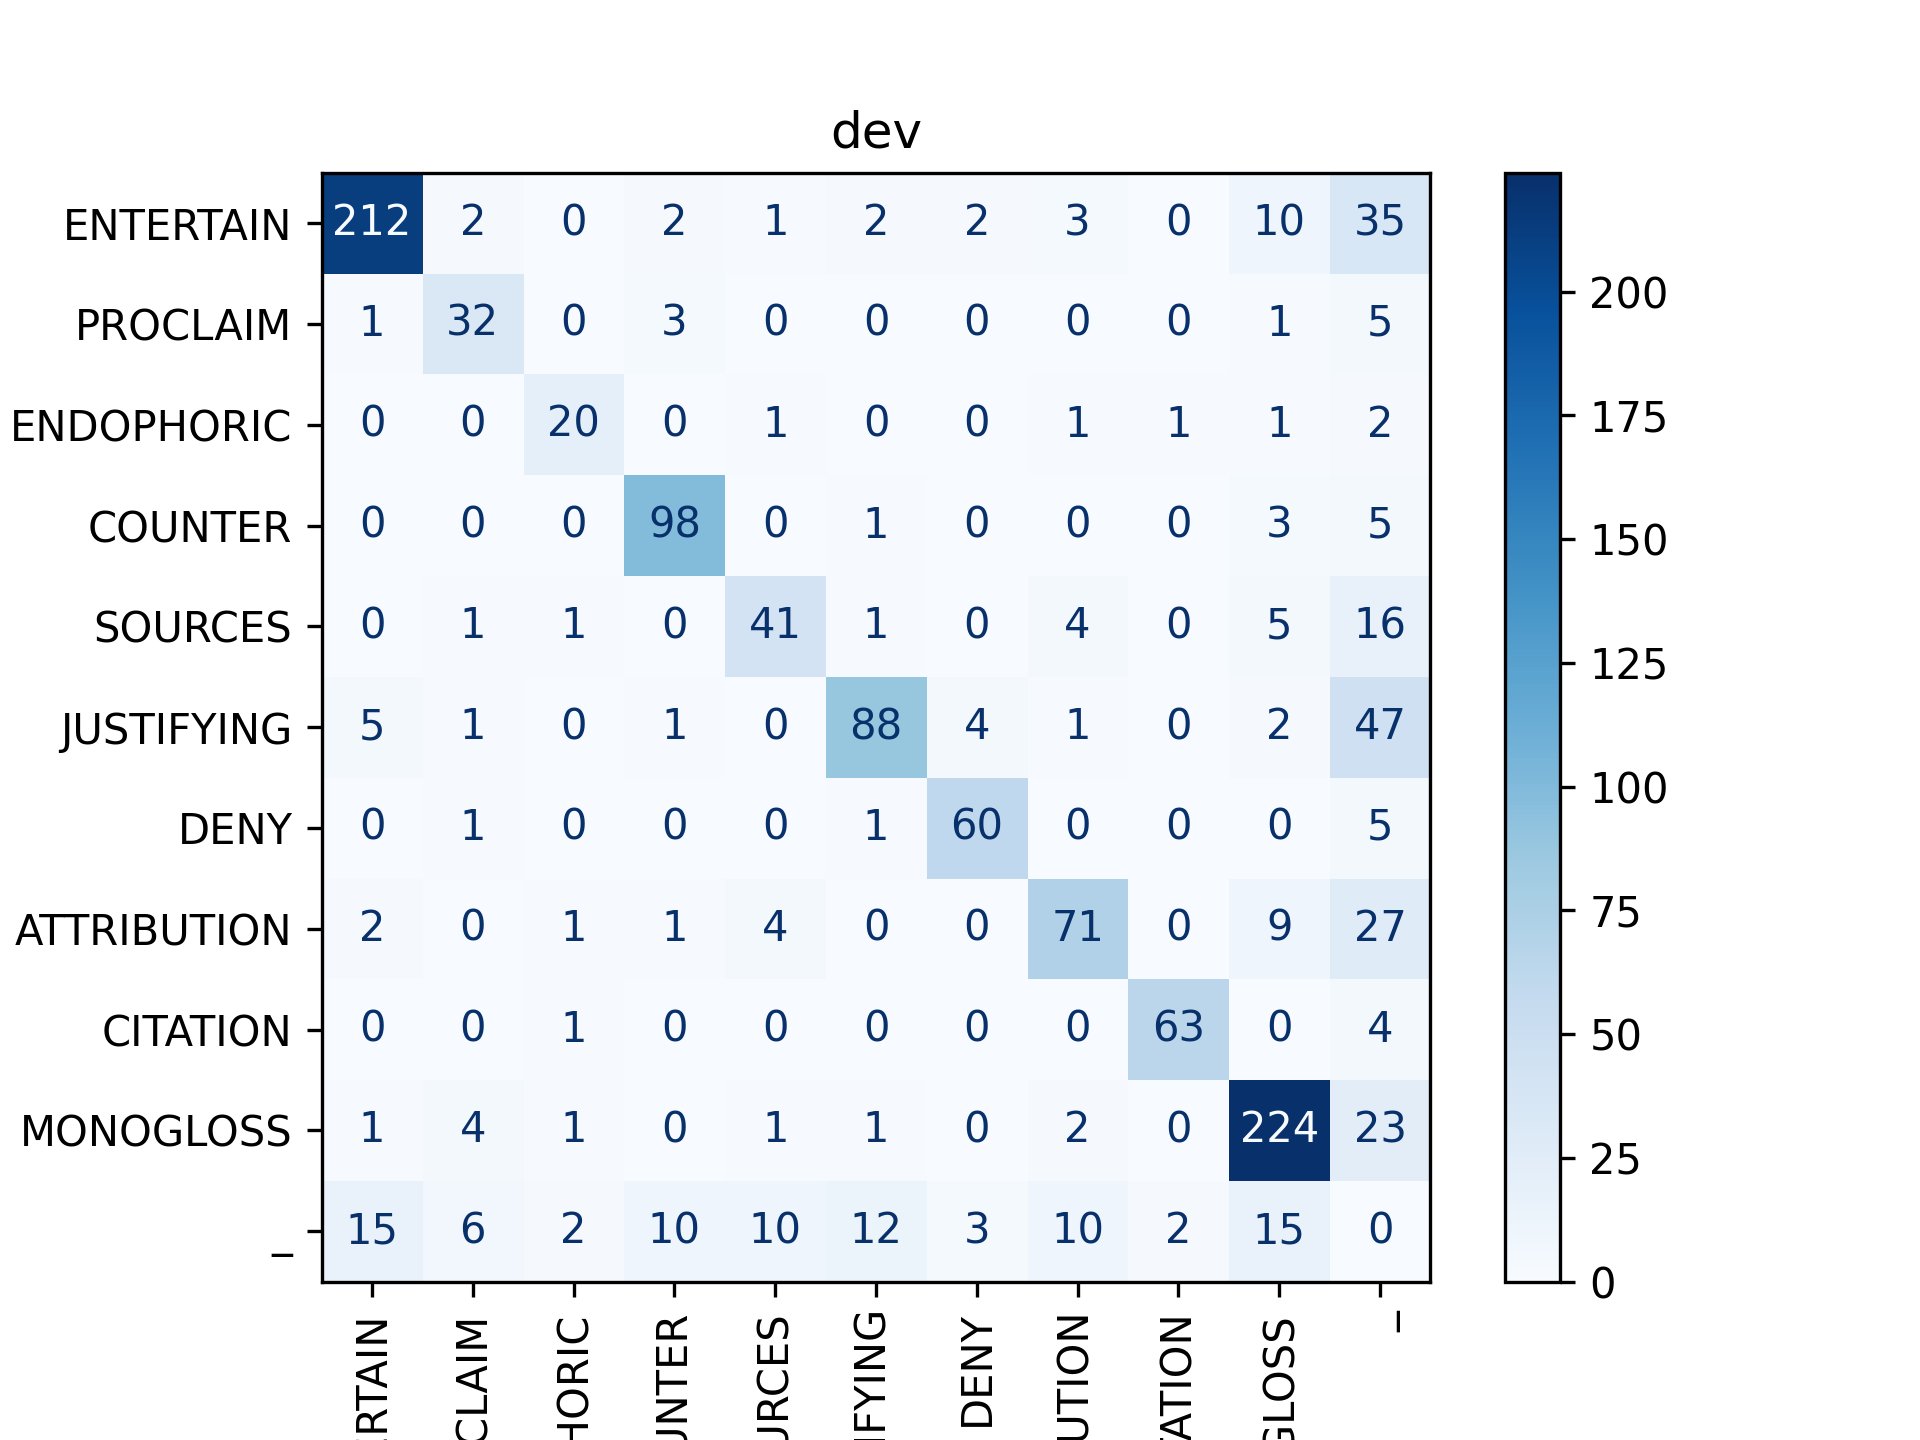 dev
ENTERTAIN 212 2 0 2 1 2 2 3 0 10 35
PROCLAIM 1 32 0 3 0 0 0 0 0 1 5
ENDOPHORIC 0 0 20 0 1 0 0 1 1 1 2
COUNTER 0 0 0 98 0 1 0 0 0 3 5
SOURCES 0 1 1 0 41 1 0 4 0 5 16
JUSTIFYING 5 1 0 1 0 88 4 1 0 2 47
DENY 0 1 0 0 0 1 60 0 0 0 5
ATTRIBUTION 2 0 1 1 4 0 0 71 0 9 27
CITATION 0 0 1 0 0 0 0 0 63 0 4
MONOGLOSS 1 4 1 0 1 1 0 2 0 224 23
_ 15 6 2 10 10 12 3 10 2 15 0
RTAIN
CLAIM
HORIC
UNTER
URCES
IFYING
DENY
UTION
TATION
GLOSS
_
200
175
150
125
100
75
50
25
0